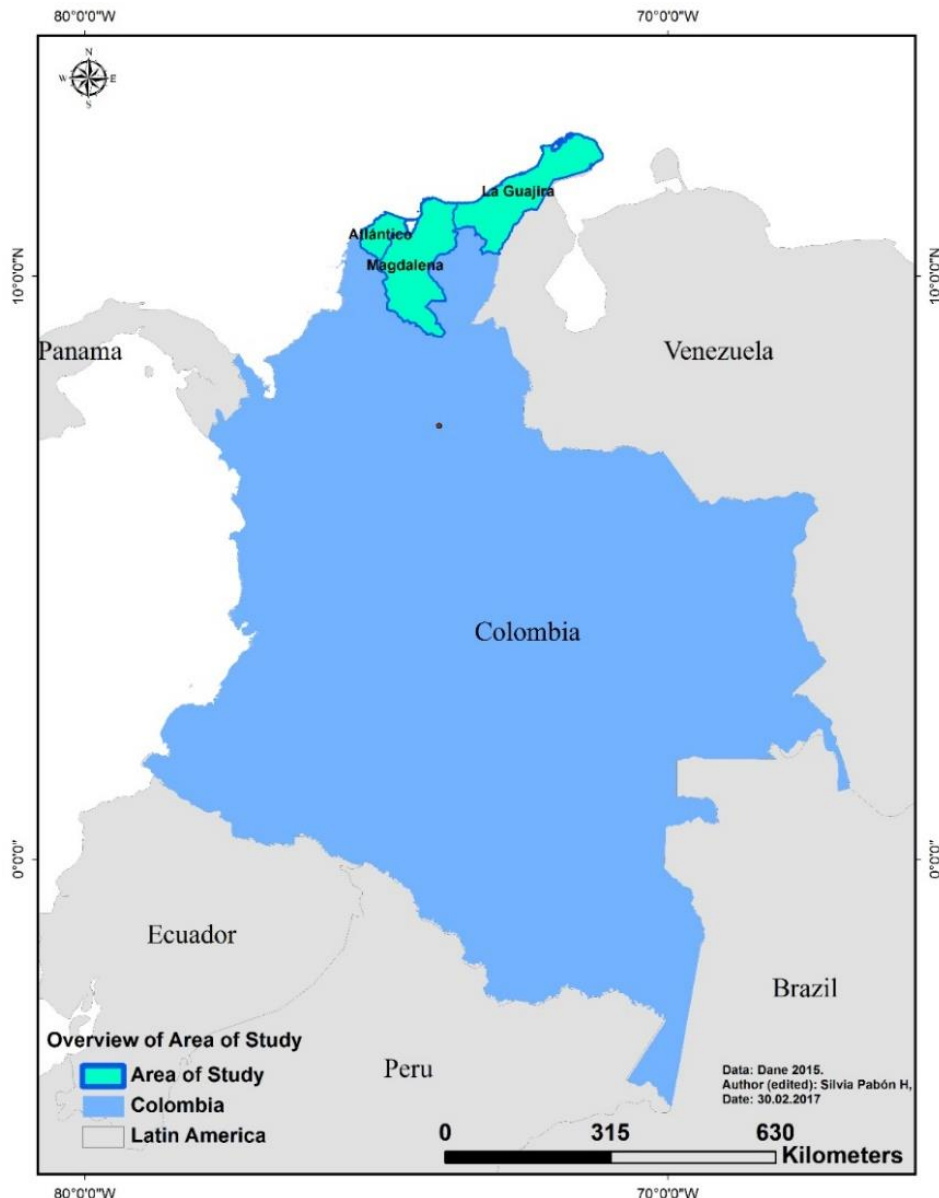 80°0'0"W 70°0'0"W
N
W E
S
La Guajira
Atlántico
Magdalena
10°0'0"N 10°0'0"N
Panama
Venezuela
Colombia
0°0'0" 0°0'0"
Ecuador
Brazil
Peru
Overview of Area of Study
Area of Study
Colombia
Latin America
Data: Dane 2015.
Author (edited): Silvia Pabón H,
Date: 30.02.2017
0 315 630
Kilometers
80°0'0"W 70°0'0"W